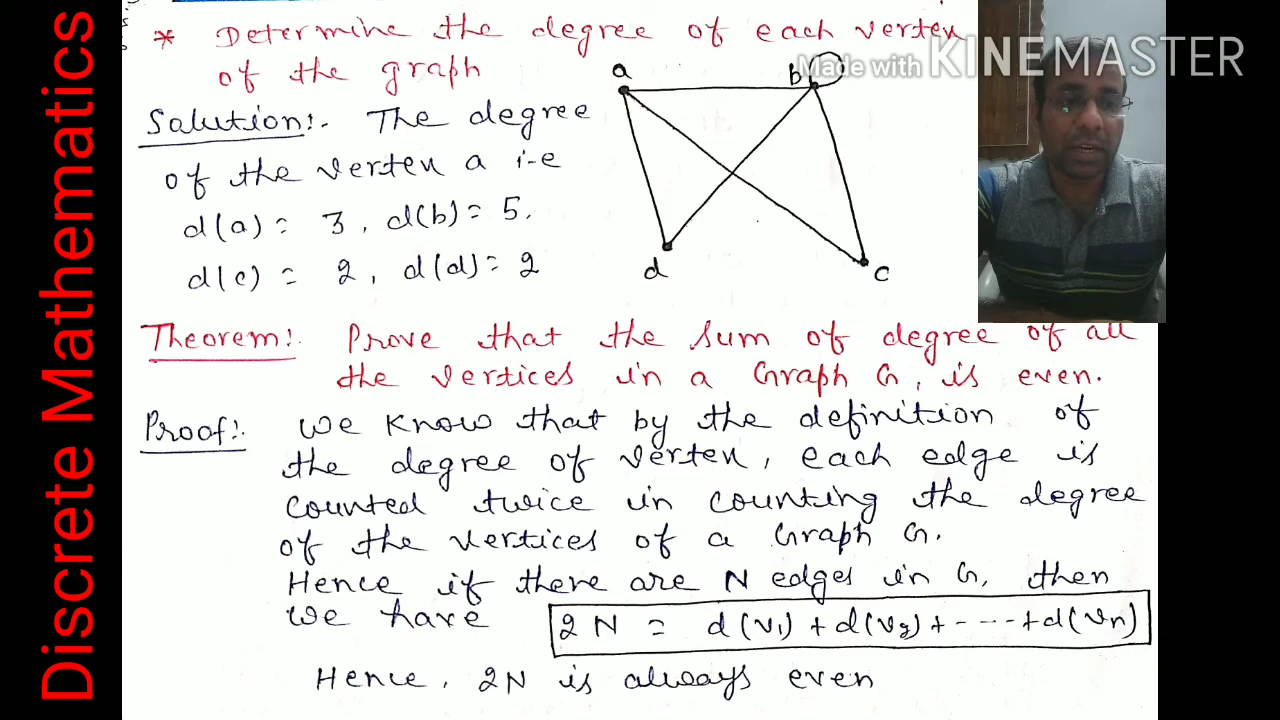 Discrete Mathematics
* Determine the degree of each verten
of the graph
Made with KINEMASTER
Solution:. The degree
of the verten a i-e
d(a) = 3, d(b) = 5.
d(c) = 2, d(d) = 2
a
b
d
c
Theorem:. Prove that the sum of degree of all
the vertices in a Graph G, is even.
Proof:. We know that by the definition of
the degree of verten, each edge is
counted twice in counting the degree
of the vertices of a Graph G.
Hence if there are N edges in G, then
we have 2N = d(v1) + d(v2) + ---- + d(vn)
Hence, 2N is always even